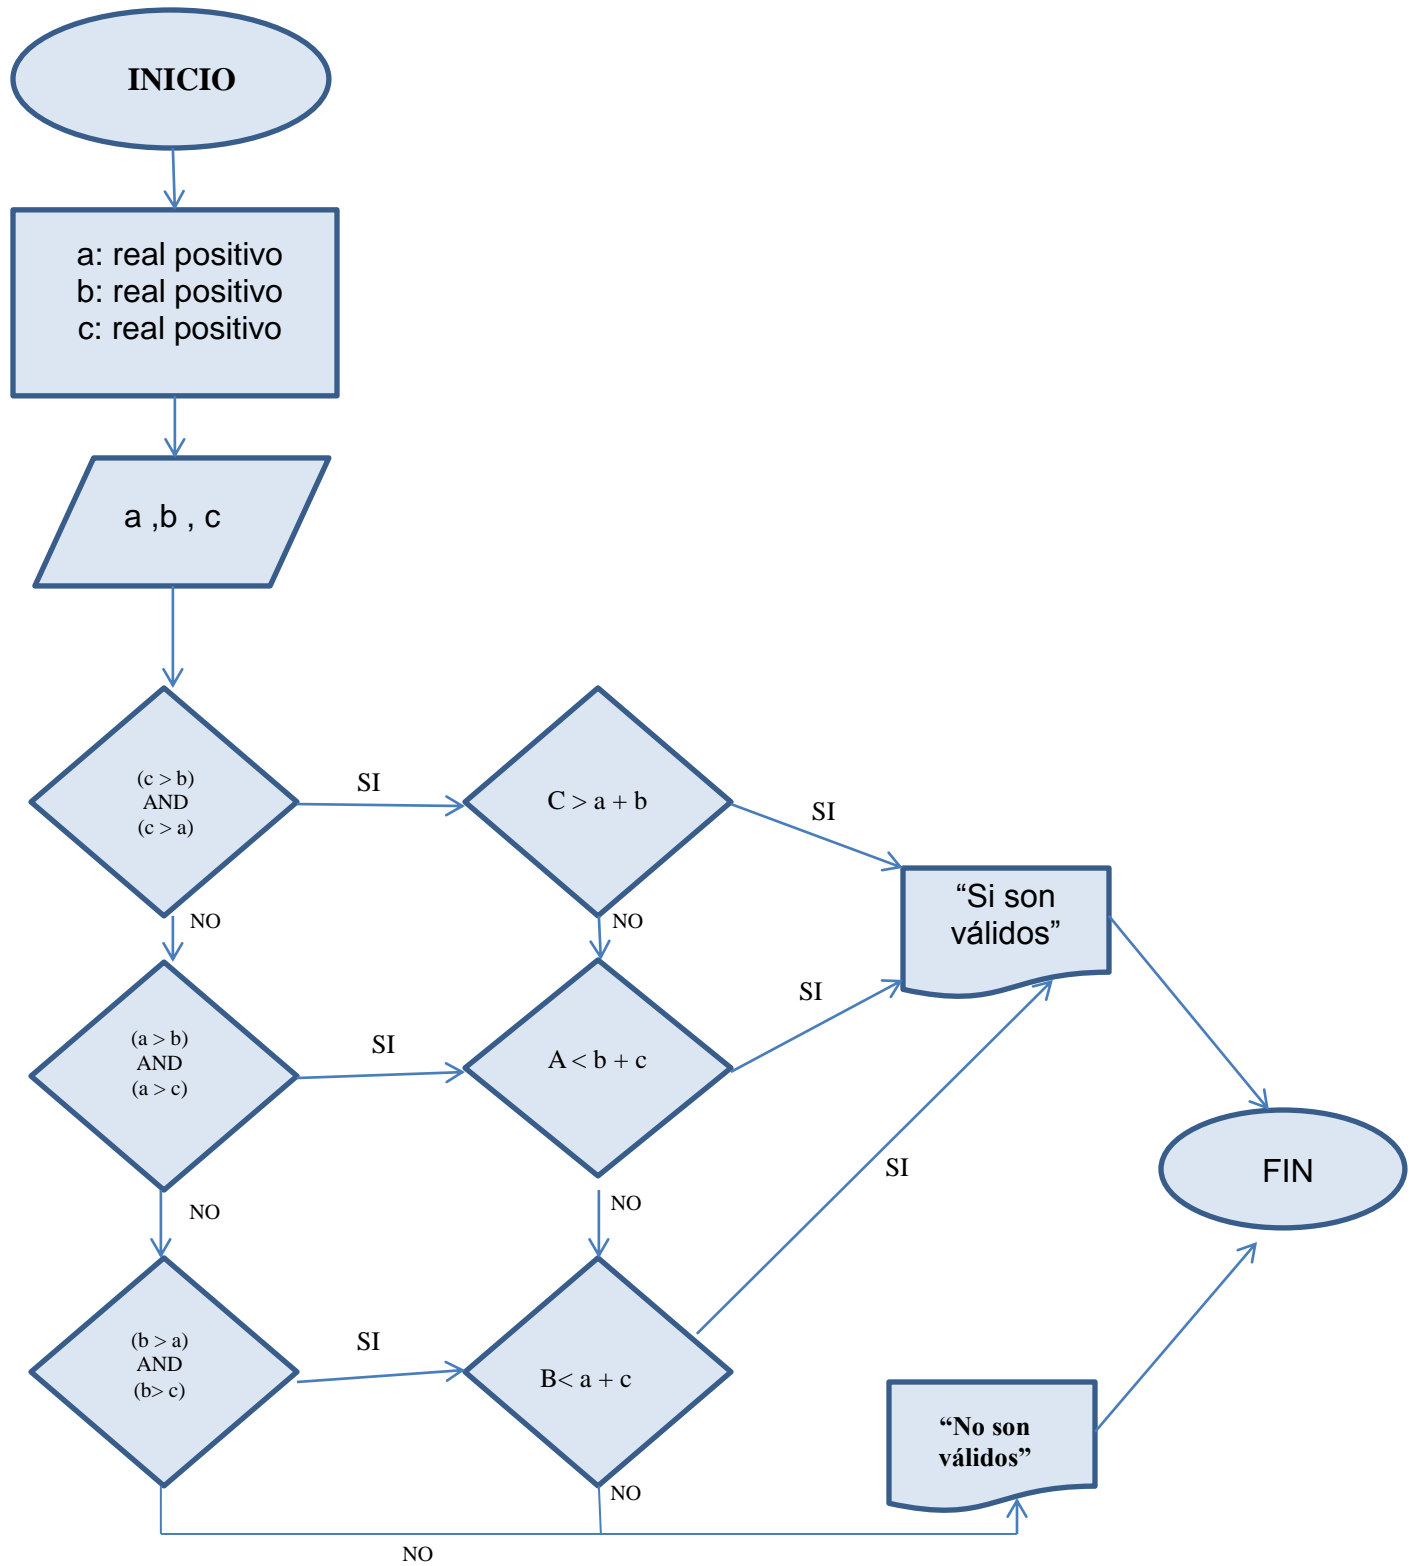 INICIO
a: real positivo
b: real positivo
c: real positivo
a ,b , c
(c > b)
AND
(c > a)
SI
C > a + b
SI
“Si son
válidos”
NO
NO
(a > b)
AND
(a > c)
SI
A < b + c
SI
NO
NO
SI
FIN
(b > a)
AND
(b> c)
SI
B< a + c
“No son
válidos”
NO
NO